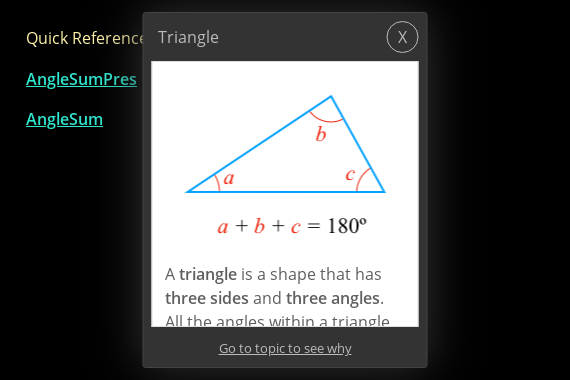 Quick Reference
AngleSumPres
AngleSum
Triangle
X
b
a
c
a + b + c = 180º
A triangle is a shape that has
three sides and three angles.
All the angles within a triangle
Go to topic to see why